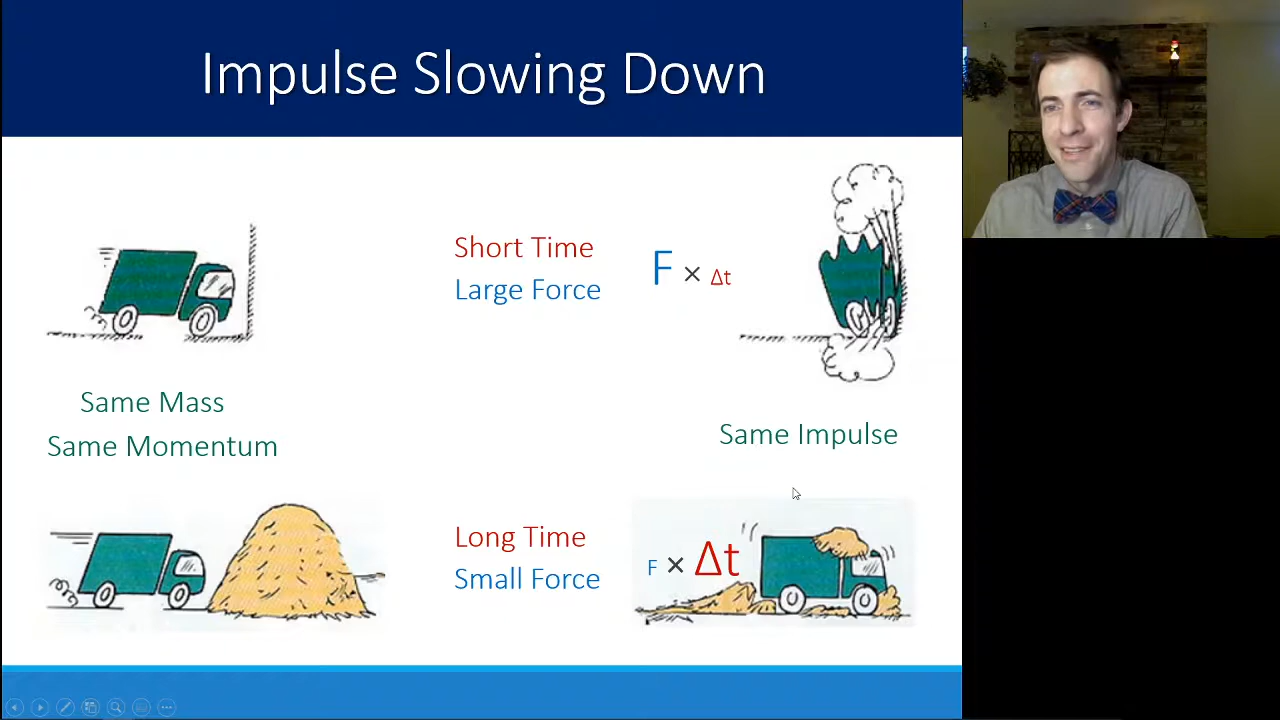 Impulse Slowing Down
Short Time
Large Force
F × Δt
Same Mass
Same Momentum
Same Impulse
Long Time
Small Force
F × Δt